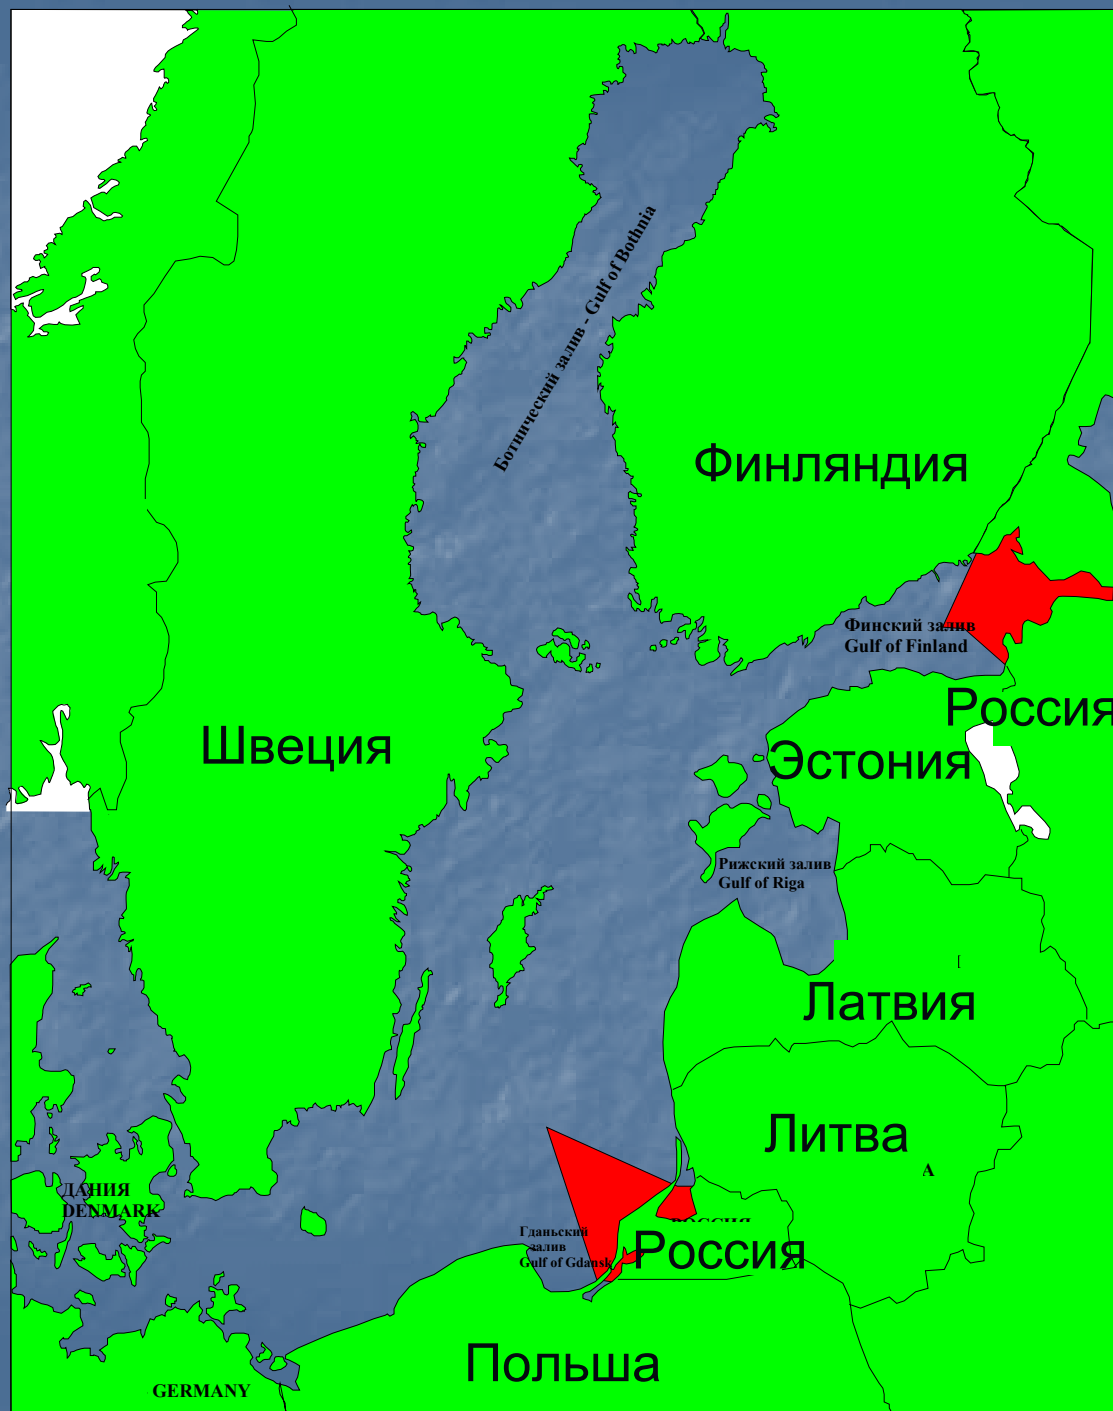 Ботнический залив - Gulf of Bothnia
Финляндия
Финский залив
Gulf of Finland
Россия
Швеция
Эстония
Рижский залив
Gulf of Riga
Латвия
Литва
А
ДАНИЯ
DENMARK
РОССИЯ
Гданьский
залив
Gulf of Gdansk
Россия
Польша
GERMANY